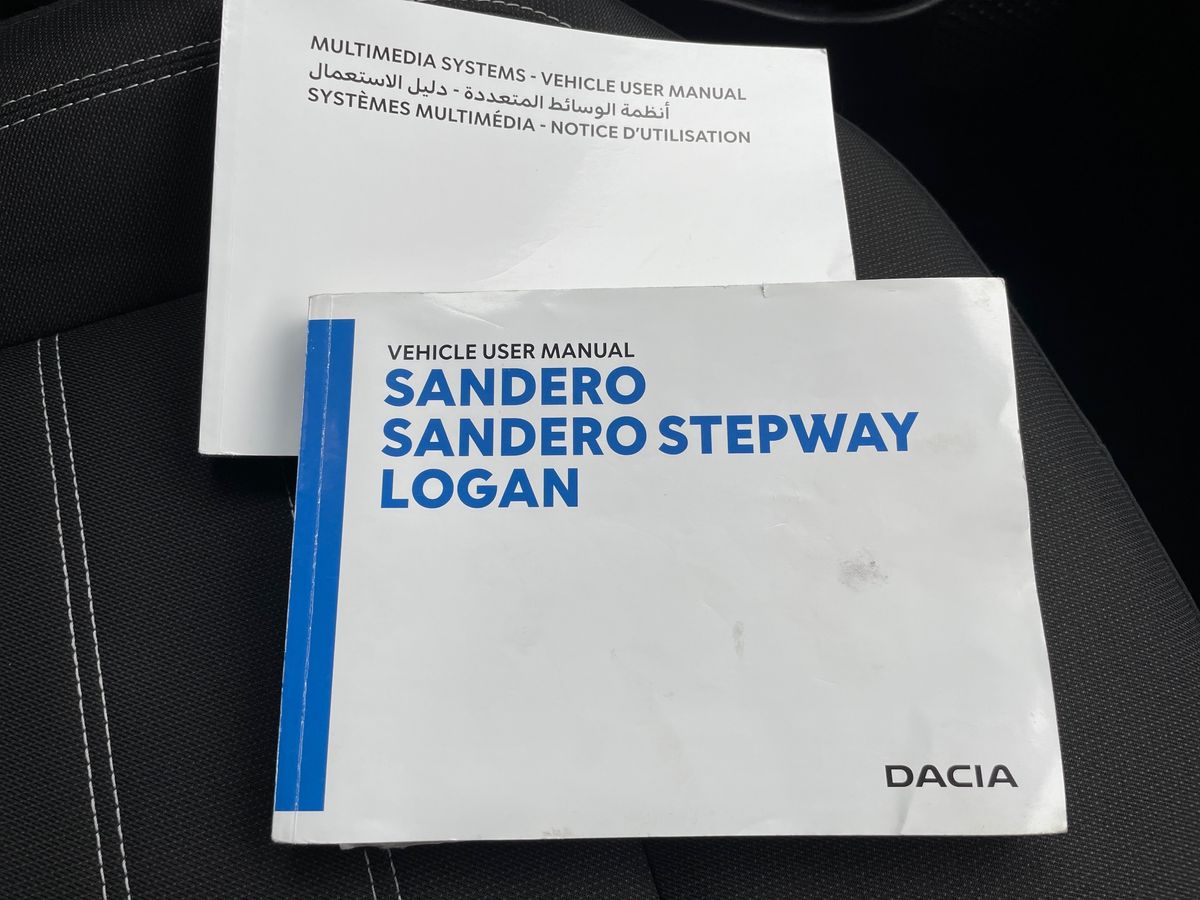 MULTIMEDIA SYSTEMS - VEHICLE USER MANUAL
أنظمة الوسائط المتعددة - دليل الاستعمال
SYSTÈMES MULTIMÉDIA - NOTICE D'UTILISATION
VEHICLE USER MANUAL
SANDERO
SANDERO STEPWAY
LOGAN
DACIA